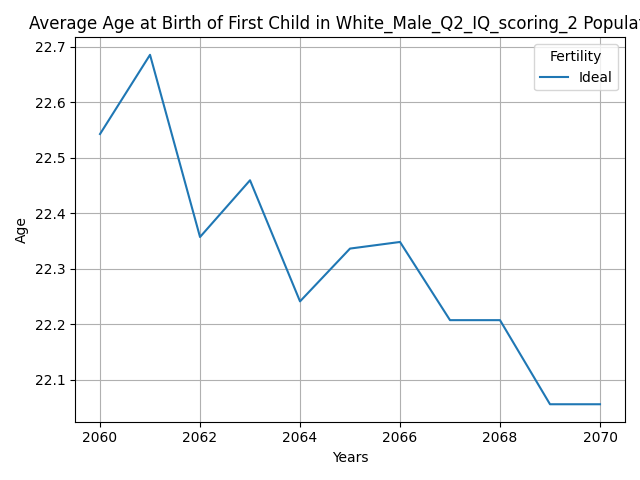 Average Age at Birth of First Child in White_Male_Q2_IQ_scoring_2 Populat
22.7
22.6
22.5
22.4
22.3
22.2
22.1
Age
Fertility
Ideal
2060 2062 2064 2066 2068 2070
Years